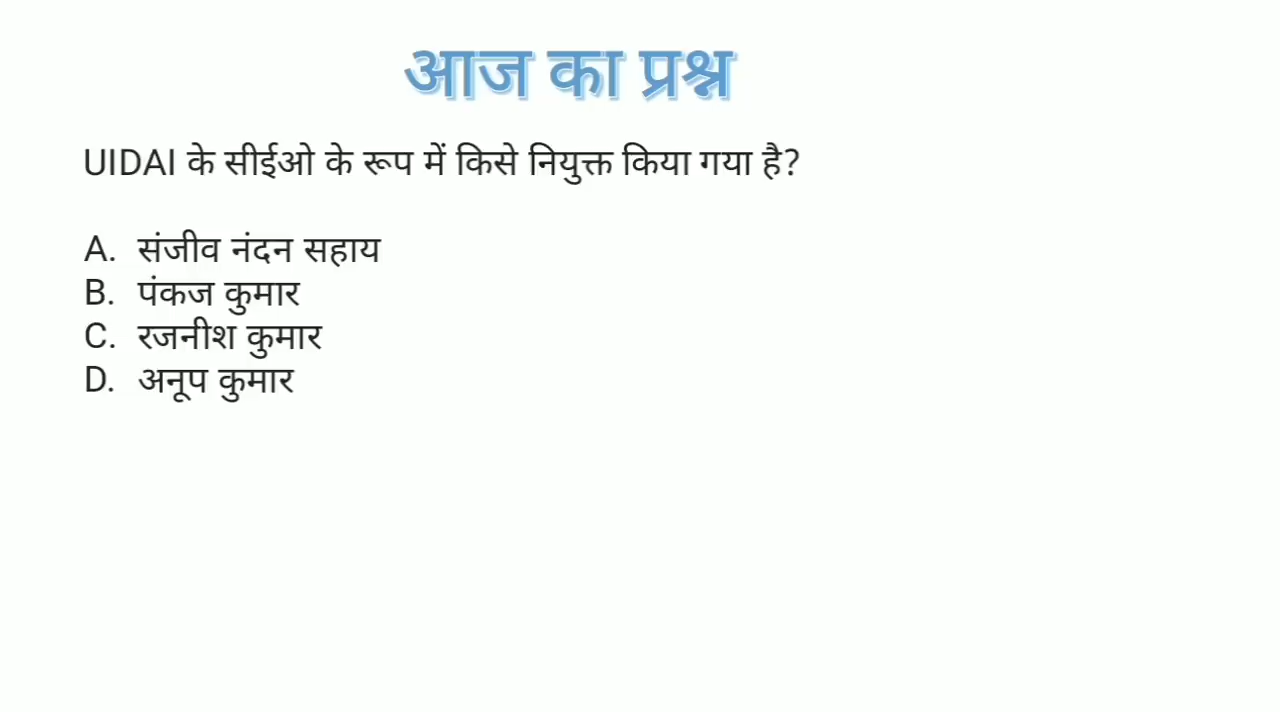 आज का प्रश्न
UIDAI के सीईओ के रूप में किसे नियुक्त किया गया है?
A. संजीव नंदन सहाय
B. पंकज कुमार
C. रजनीश कुमार
D. अनूप कुमार